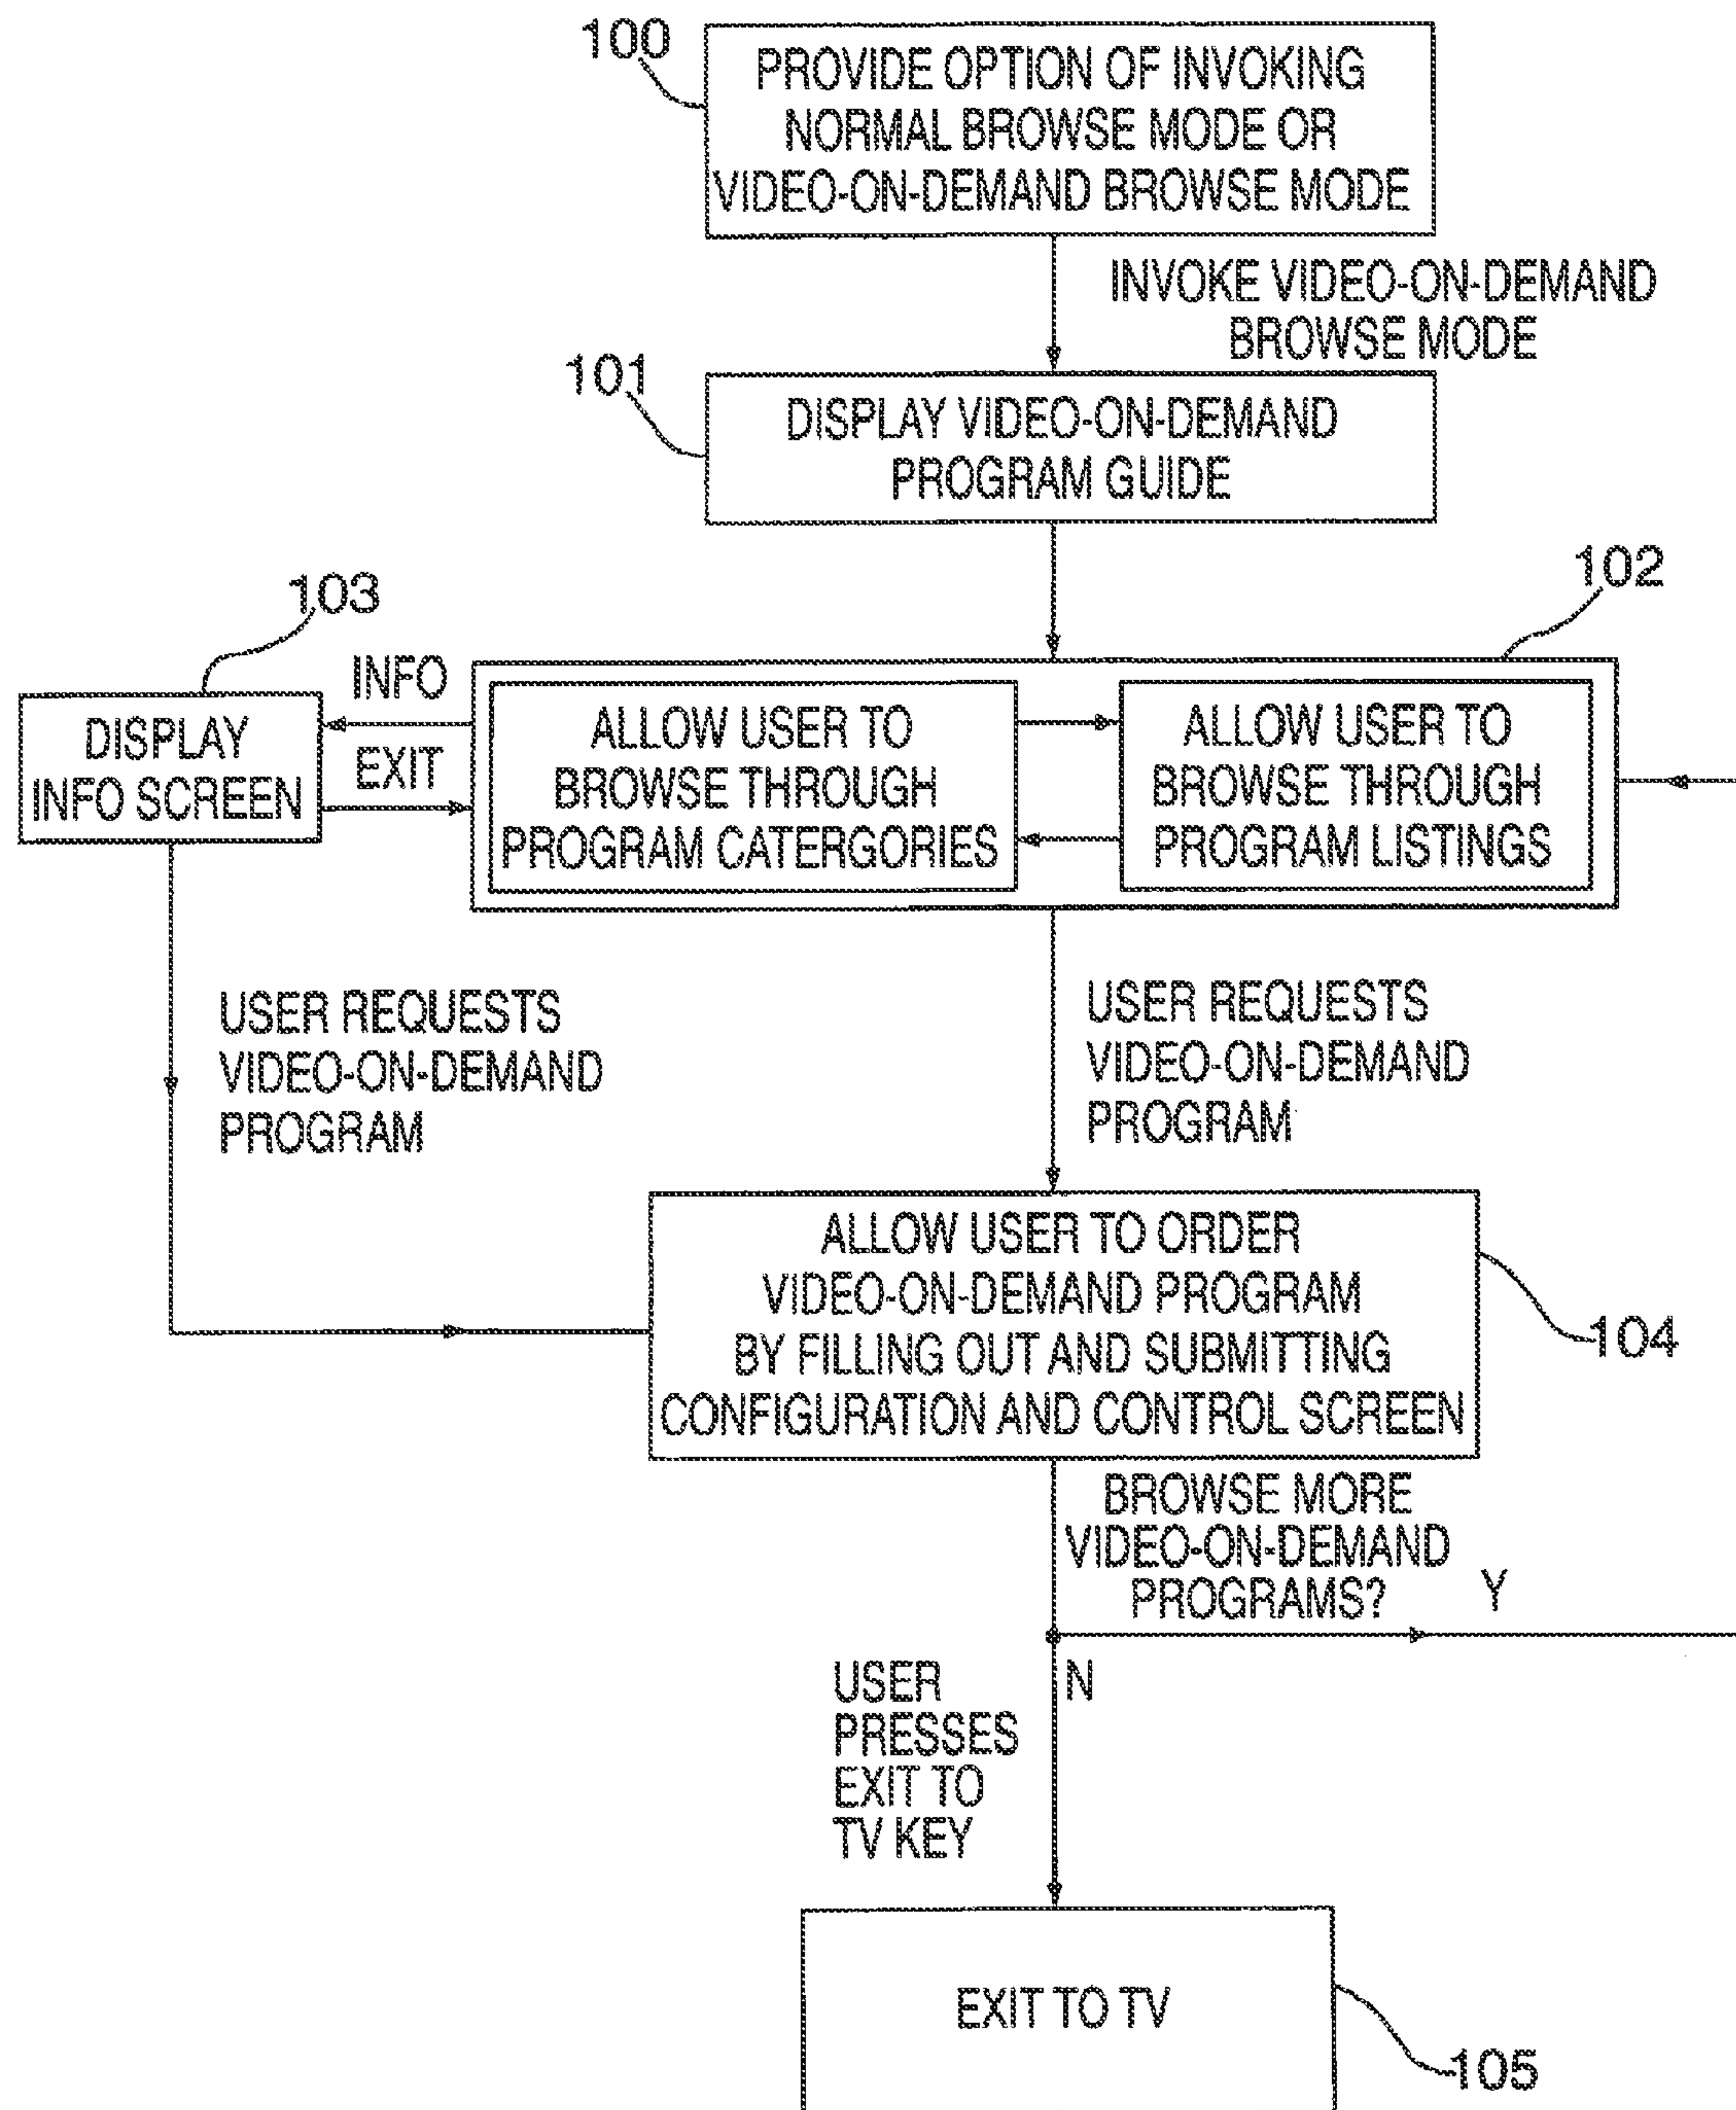 100
PROVIDE OPTION OF INVOKING
NORMAL BROWSE MODE OR
VIDEO-ON-DEMAND BROWSE MODE
INVOKE VIDEO-ON-DEMAND
BROWSE MODE
101
DISPLAY VIDEO-ON-DEMAND
PROGRAM GUIDE
102
103
INFO
DISPLAY
INFO SCREEN
EXIT
ALLOW USER TO
BROWSE THROUGH
PROGRAM CATERGORIES
ALLOW USER TO
BROWSE THROUGH
PROGRAM LISTINGS
USER REQUESTS
VIDEO-ON-DEMAND
PROGRAM
USER REQUESTS
VIDEO-ON-DEMAND
PROGRAM
ALLOW USER TO ORDER
VIDEO-ON-DEMAND PROGRAM
BY FILLING OUT AND SUBMITTING
CONFIGURATION AND CONTROL SCREEN
104
BROWSE MORE
VIDEO-ON-DEMAND
PROGRAMS?
Y
N
USER
PRESSES
EXIT TO
TV KEY
EXIT TO TV
105